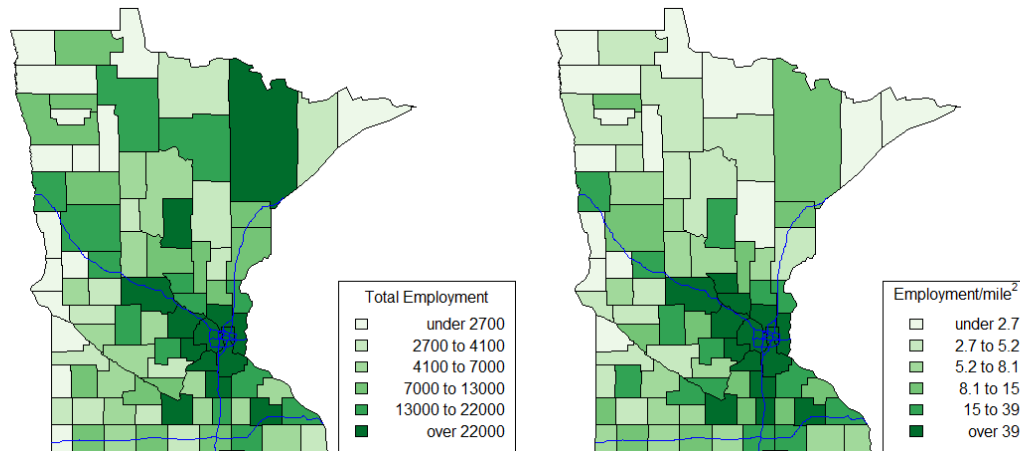 Total Employment
under 2700
2700 to 4100
4100 to 7000
7000 to 13000
13000 to 22000
over 22000
Employment/mile²
under 2.7
2.7 to 5.2
5.2 to 8.1
8.1 to 15
15 to 39
over 39